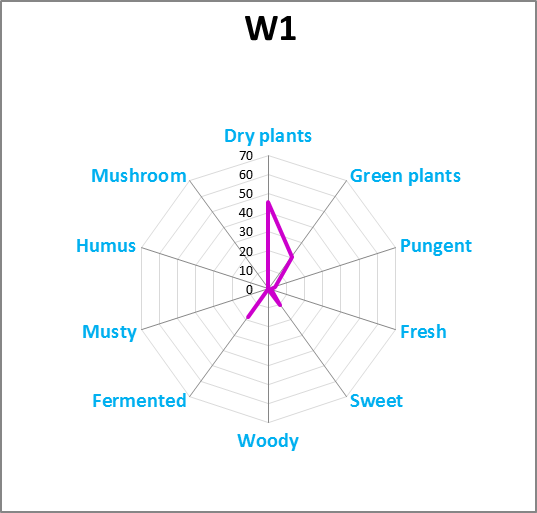 W1
Dry plants
70
60
50
40
30
20
10
0
Green plants
Pungent
Fresh
Sweet
Woody
Fermented
Musty
Humus
Mushroom